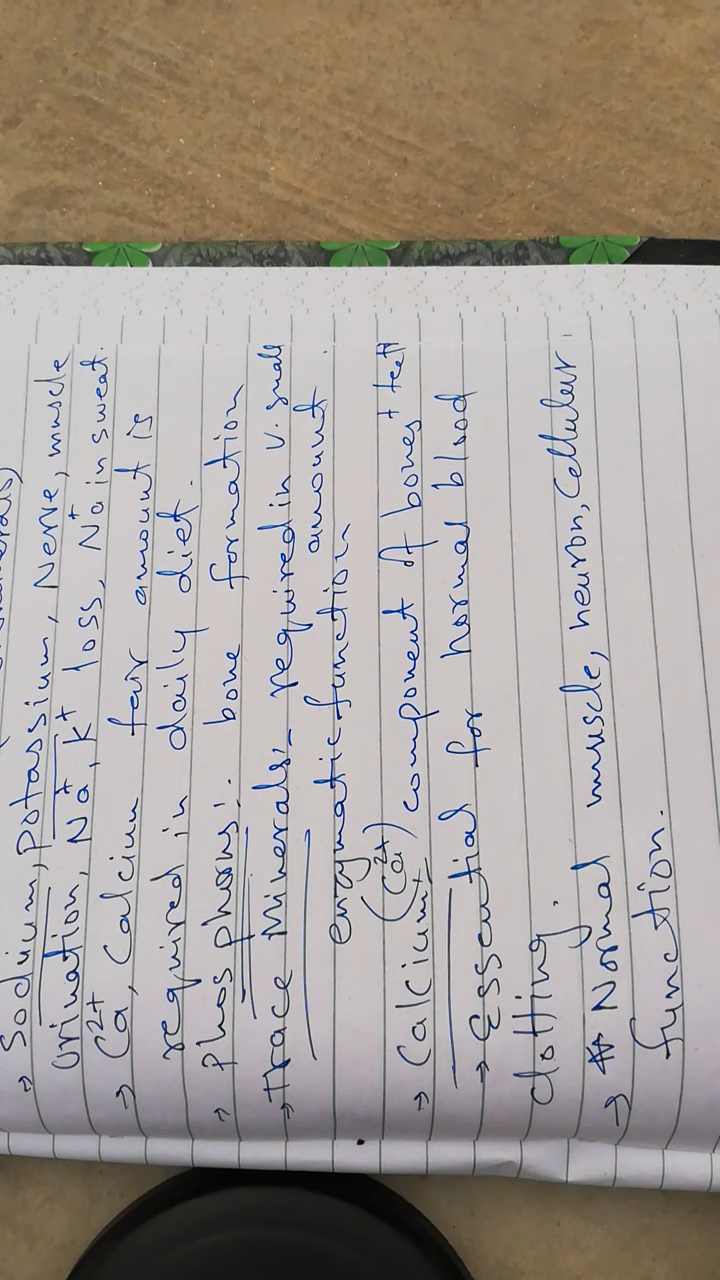 → Sodium, potassium, Nerve, muscle
urination, Na⁺, K⁺ loss, Na⁺ in sweat.
→ Ca²⁺, Calcium fair amount is
required in daily diet.
→ Phosphorus:. bone formation
→ Trace Minerals:- required in v. small
amount.
enzymatic function
→ Calcium:- (Ca²⁺) component of bones + teeth
→ Essential for normal blood
clotting.
→ Normal muscle, neuron, Cellular
function.